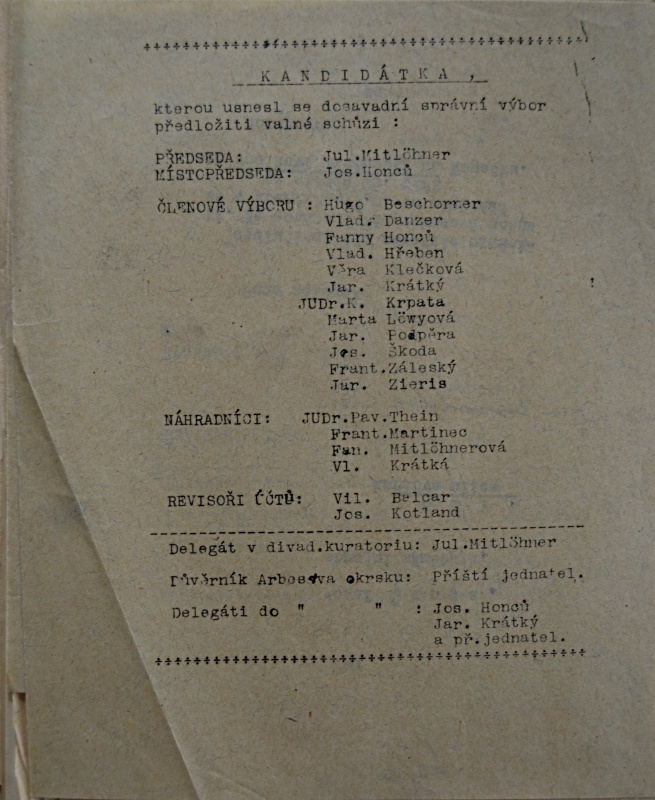 KANDIDÁTKA,
kterou usnesl se dosavadní správní výbor
předložiti valné schůzi :
PŘEDSEDA: Jul.Mitlöhner
MÍSTOPŘEDSEDA: Jos.Honců
ČLENOVÉ VÝBORU : Hugo Beschorner
Vlad. Danzer
Fanny Honců
Vlad. Hřeben
Věra Klečková
Jar. Krátký
JUDr.K. Krpata
Marta Löwyová
Jar. Podpěra
Jos. Škoda
Frant.Záleský
Jar. Zieris
NÁHRADNÍCI: JUDr.Pav.Thein
Frant.Martinec
Fan. Mitlöhnerová
Vl. Krátká
REVISOŘI ÚČTŮ: Vil. Balcar
Jos. Kotland
Delegát v divad.kuratoriu: Jul.Mitlöhner
Důvěrník Arbesova okrsku: Příští jednatel.
Delegáti do " " : Jos. Honců
Jar. Krátký
a př.jednatel.